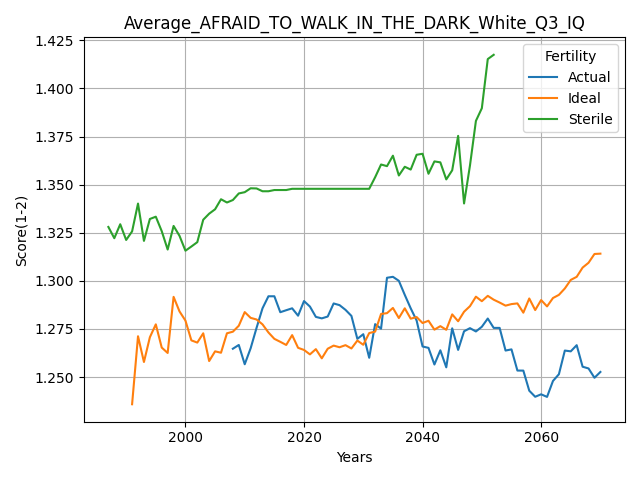 Average_AFRAID_TO_WALK_IN_THE_DARK_White_Q3_IQ
1.425
1.400
1.375
1.350
1.325
1.300
1.275
1.250
Score(1-2)
Fertility
Actual
Ideal
Sterile
2000
2020
2040
2060
Years